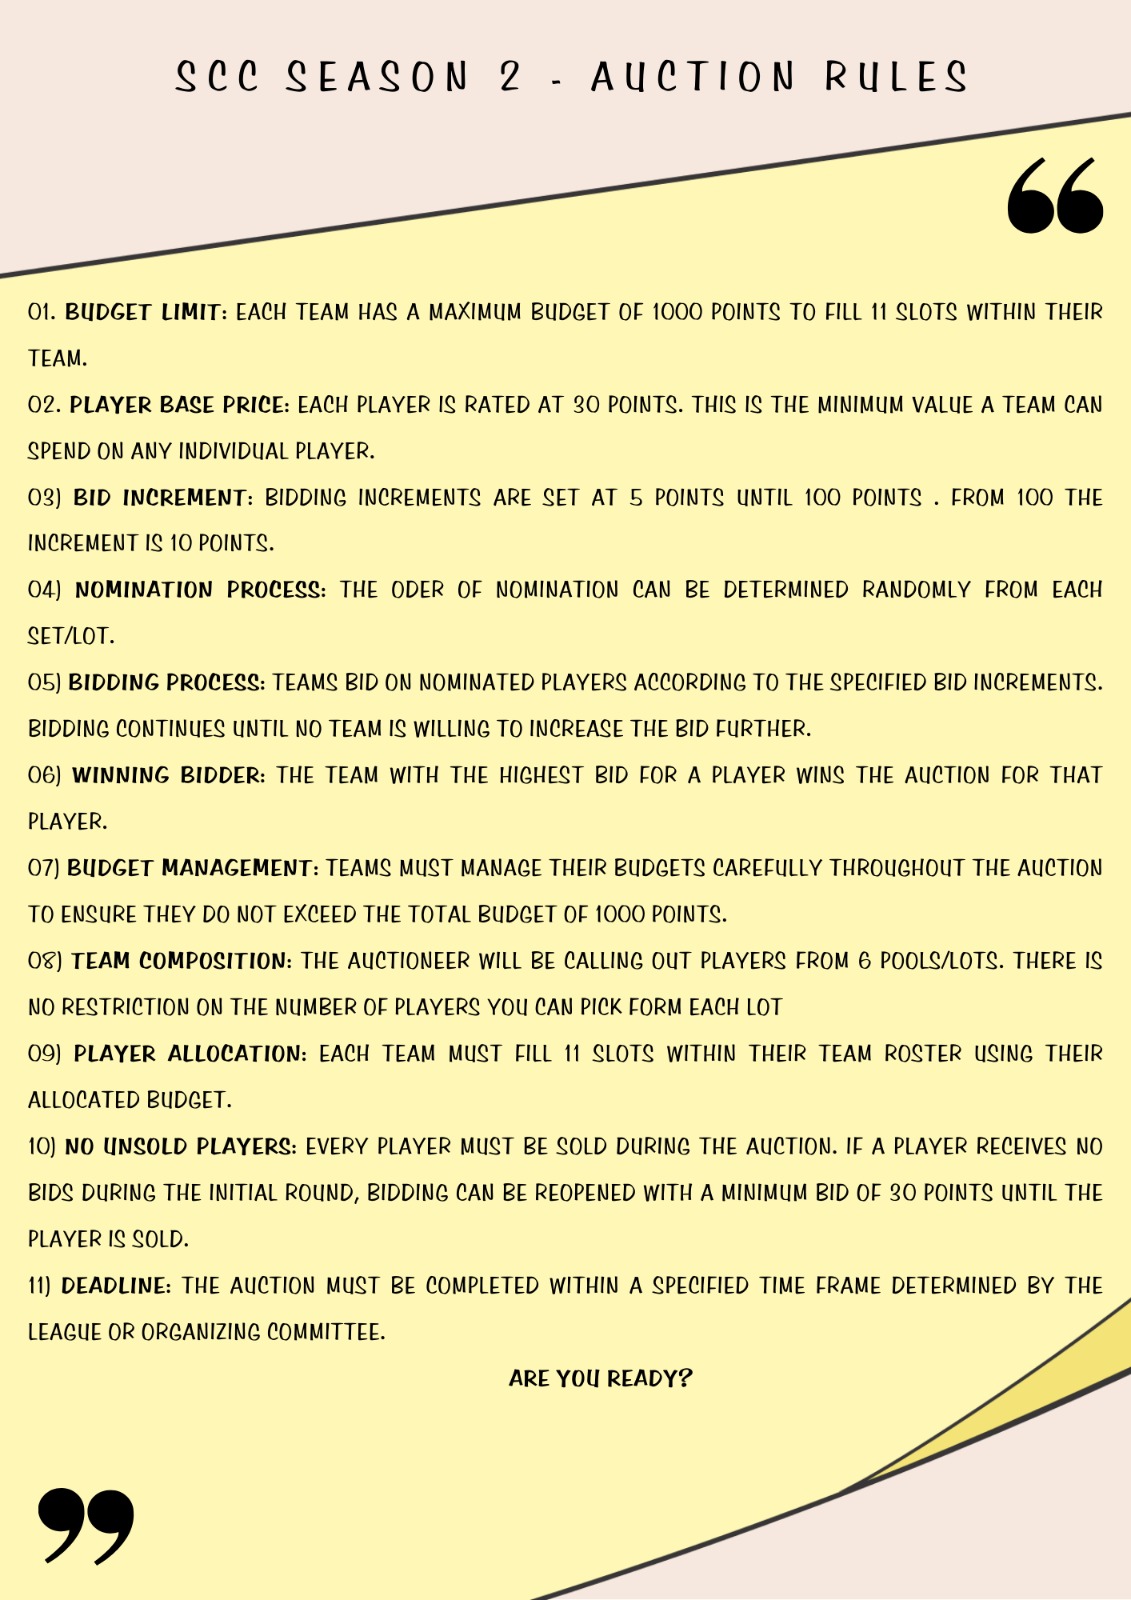 SCC SEASON 2 - AUCTION RULES
01. BUDGET LIMIT: EACH TEAM HAS A MAXIMUM BUDGET OF 1000 POINTS TO FILL 11 SLOTS WITHIN THEIR
TEAM.
02. PLAYER BASE PRICE: EACH PLAYER IS RATED AT 30 POINTS. THIS IS THE MINIMUM VALUE A TEAM CAN
SPEND ON ANY INDIVIDUAL PLAYER.
03) BID INCREMENT: BIDDING INCREMENTS ARE SET AT 5 POINTS UNTIL 100 POINTS . FROM 100 THE
INCREMENT IS 10 POINTS.
04) NOMINATION PROCESS: THE ODER OF NOMINATION CAN BE DETERMINED RANDOMLY FROM EACH
SET/LOT.
05) BIDDING PROCESS: TEAMS BID ON NOMINATED PLAYERS ACCORDING TO THE SPECIFIED BID INCREMENTS.
BIDDING CONTINUES UNTIL NO TEAM IS WILLING TO INCREASE THE BID FURTHER.
06) WINNING BIDDER: THE TEAM WITH THE HIGHEST BID FOR A PLAYER WINS THE AUCTION FOR THAT
PLAYER.
07) BUDGET MANAGEMENT: TEAMS MUST MANAGE THEIR BUDGETS CAREFULLY THROUGHOUT THE AUCTION
TO ENSURE THEY DO NOT EXCEED THE TOTAL BUDGET OF 1000 POINTS.
08) TEAM COMPOSITION: THE AUCTIONEER WILL BE CALLING OUT PLAYERS FROM 6 POOLS/LOTS. THERE IS
NO RESTRICTION ON THE NUMBER OF PLAYERS YOU CAN PICK FORM EACH LOT
09) PLAYER ALLOCATION: EACH TEAM MUST FILL 11 SLOTS WITHIN THEIR TEAM ROSTER USING THEIR
ALLOCATED BUDGET.
10) NO UNSOLD PLAYERS: EVERY PLAYER MUST BE SOLD DURING THE AUCTION. IF A PLAYER RECEIVES NO
BIDS DURING THE INITIAL ROUND, BIDDING CAN BE REOPENED WITH A MINIMUM BID OF 30 POINTS UNTIL THE
PLAYER IS SOLD.
11) DEADLINE: THE AUCTION MUST BE COMPLETED WITHIN A SPECIFIED TIME FRAME DETERMINED BY THE
LEAGUE OR ORGANIZING COMMITTEE.
ARE YOU READY?